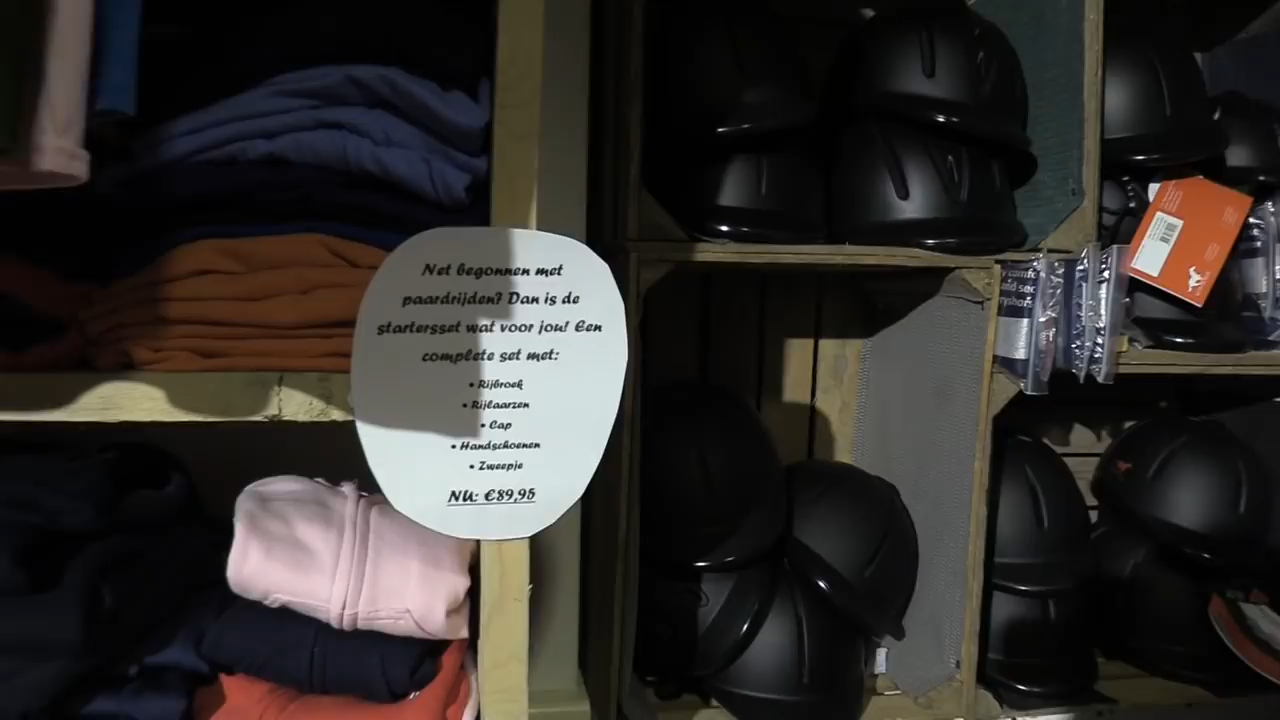 Net begonnen met
paardrijden? Dan is de
startersset wat voor jou! Een
complete set met:
• Rijbroek
• Rijlaarzen
• Cap
• Handschoenen
• Zweepje
NU: €89,95